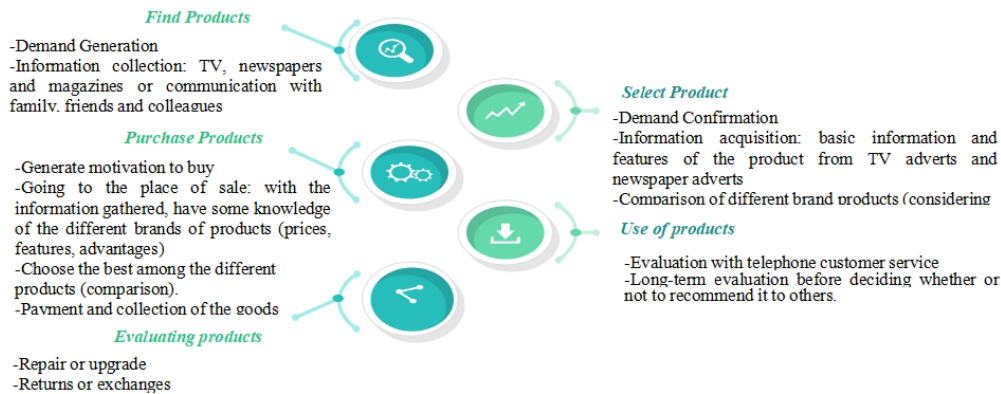 Find Products
-Demand Generation
-Information collection: TV, newspapers
and magazines or communication with
family, friends and colleagues
Select Product
-Demand Confirmation
-Information acquisition: basic information and
features of the product from TV adverts and
newspaper adverts
-Comparison of different brand products (considering
Purchase Products
-Generate motivation to buy
-Going to the place of sale: with the
information gathered, have some knowledge
of the different brands of products (prices,
features, advantages)
-Choose the best among the different
products (comparison).
-Payment and collection of the goods
Use of products
-Evaluation with telephone customer service
-Long-term evaluation before deciding whether or
not to recommend it to others.
Evaluating products
-Repair or upgrade
-Returns or exchanges